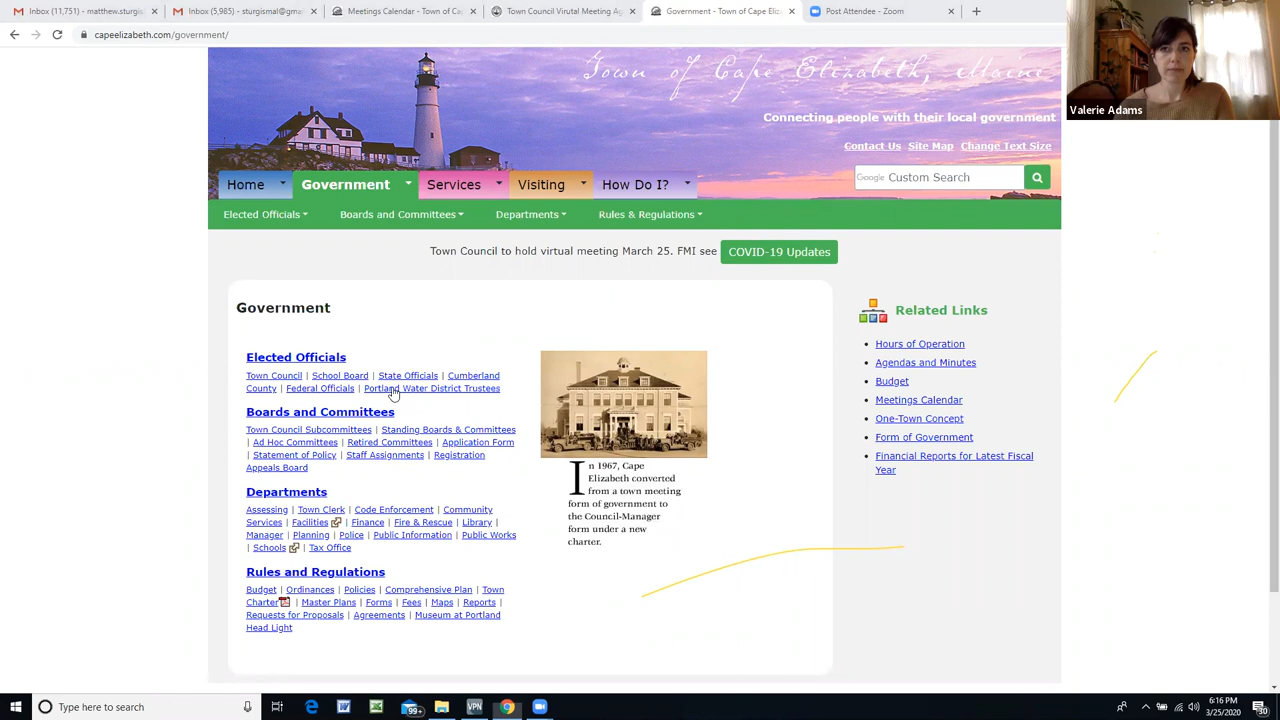 Inbox (11,751) - mtown.sturgis
Inbox (5,985) - sturgismal@gmai
Meetings Calendar - Town of Cap
Town Council Virutal Meeting Ag
Government - Town of Cape Eliz
Post Attendee - Zoom
capeelizabeth.com/government/
Town of Cape Elizabeth, Maine
Connecting people with their local government
Contact Us Site Map Change Text Size
Google Custom Search
Home Government Services Visiting How Do I?
Elected Officials Boards and Committees Departments Rules & Regulations
Town Council to hold virtual meeting March 25. FMI see COVID-19 Updates
Government
Elected Officials
Town Council | School Board | State Officials | Cumberland
County | Federal Officials | Portland Water District Trustees
Boards and Committees
Town Council Subcommittees | Standing Boards & Committees
| Ad Hoc Committees | Retired Committees | Application Form
| Statement of Policy | Staff Assignments | Registration
Appeals Board
Departments
Assessing | Town Clerk | Code Enforcement | Community
Services | Facilities | Finance | Fire & Rescue | Library |
Manager | Planning | Police | Public Information | Public Works
| Schools | Tax Office
Rules and Regulations
Budget | Ordinances | Policies | Comprehensive Plan | Town
Charter | Master Plans | Forms | Fees | Maps | Reports |
Requests for Proposals | Agreements | Museum at Portland
Head Light
In 1967, Cape
Elizabeth converted
from a town meeting
form of government to
the Council-Manager
form under a new
charter.
Related Links
Hours of Operation
Agendas and Minutes
Budget
Meetings Calendar
One-Town Concept
Form of Government
Financial Reports for Latest Fiscal
Year
Valerie Adams
Type here to search
99+
VPN
6:16 PM
3/25/2020
30